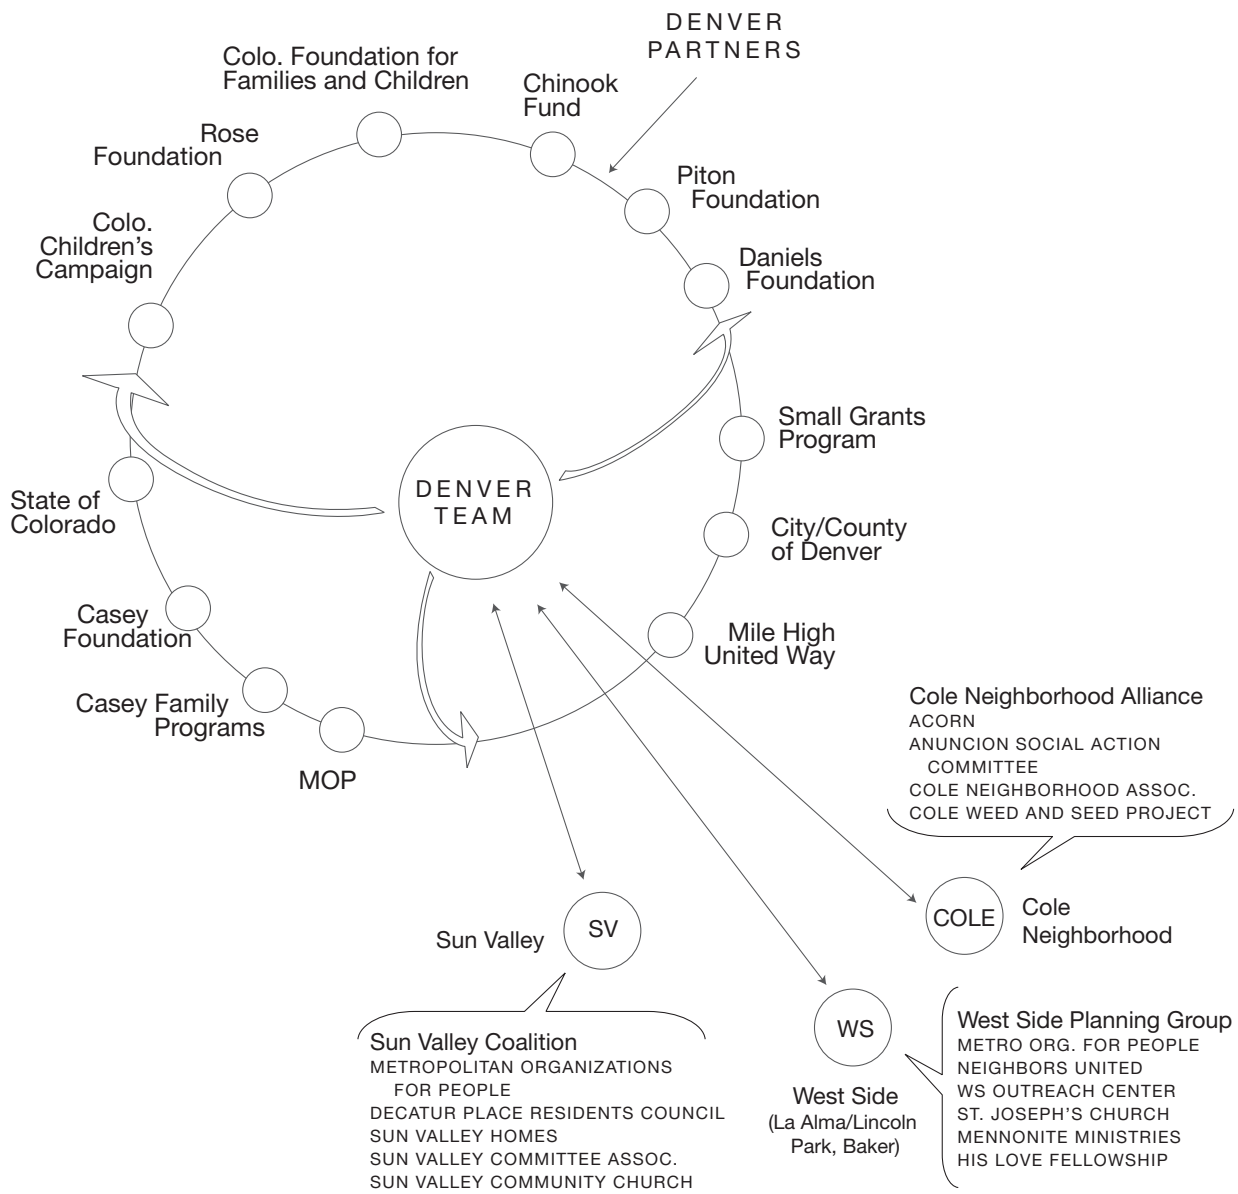 DENVER
PARTNERS
Colo. Foundation for
Families and Children
Chinook
Fund
Rose
Foundation
Piton
Foundation
Colo.
Children's
Campaign
Daniels
Foundation
Small Grants
Program
DENVER
TEAM
State of
Colorado
City/County
of Denver
Casey
Foundation
Mile High
United Way
Casey Family
Programs
MOP
Cole Neighborhood Alliance
ACORN
ANUNCION SOCIAL ACTION
COMMITTEE
COLE NEIGHBORHOOD ASSOC.
COLE WEED AND SEED PROJECT
COLE
Cole
Neighborhood
Sun Valley
SV
Sun Valley Coalition
METROPOLITAN ORGANIZATIONS
FOR PEOPLE
DECATUR PLACE RESIDENTS COUNCIL
SUN VALLEY HOMES
SUN VALLEY COMMITTEE ASSOC.
SUN VALLEY COMMUNITY CHURCH
WS
West Side
(La Alma/Lincoln
Park, Baker)
West Side Planning Group
METRO ORG. FOR PEOPLE
NEIGHBORS UNITED
WS OUTREACH CENTER
ST. JOSEPH'S CHURCH
MENNONITE MINISTRIES
HIS LOVE FELLOWSHIP